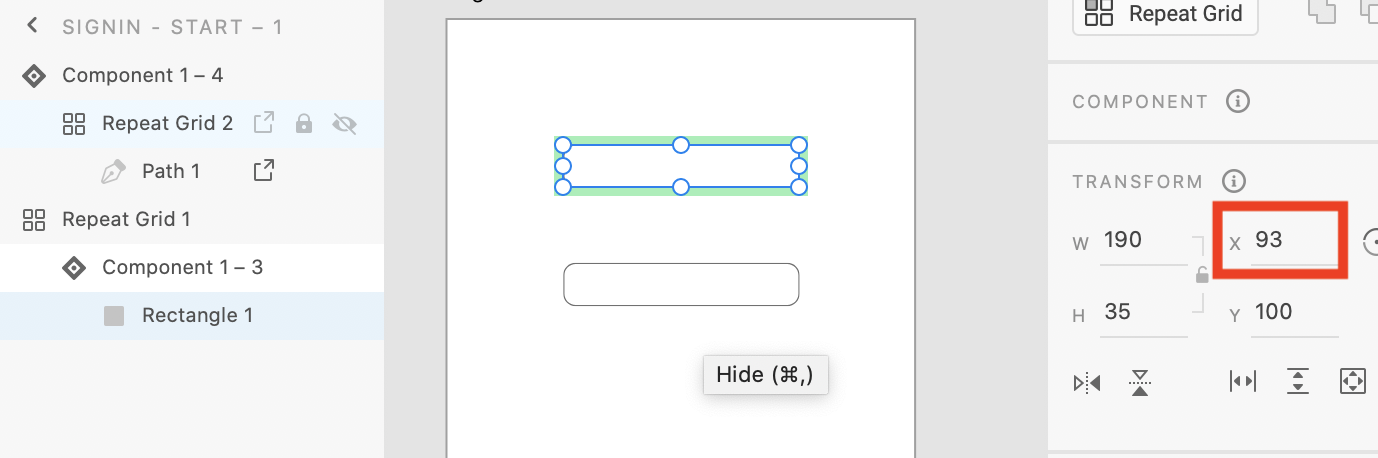 SIGNIN - START – 1
Component 1 – 4
Repeat Grid 2
Path 1
Repeat Grid 1
Component 1 – 3
Rectangle 1
Hide (⌘,)
Repeat Grid
COMPONENT
TRANSFORM
W 190 X 93
H 35 Y 100